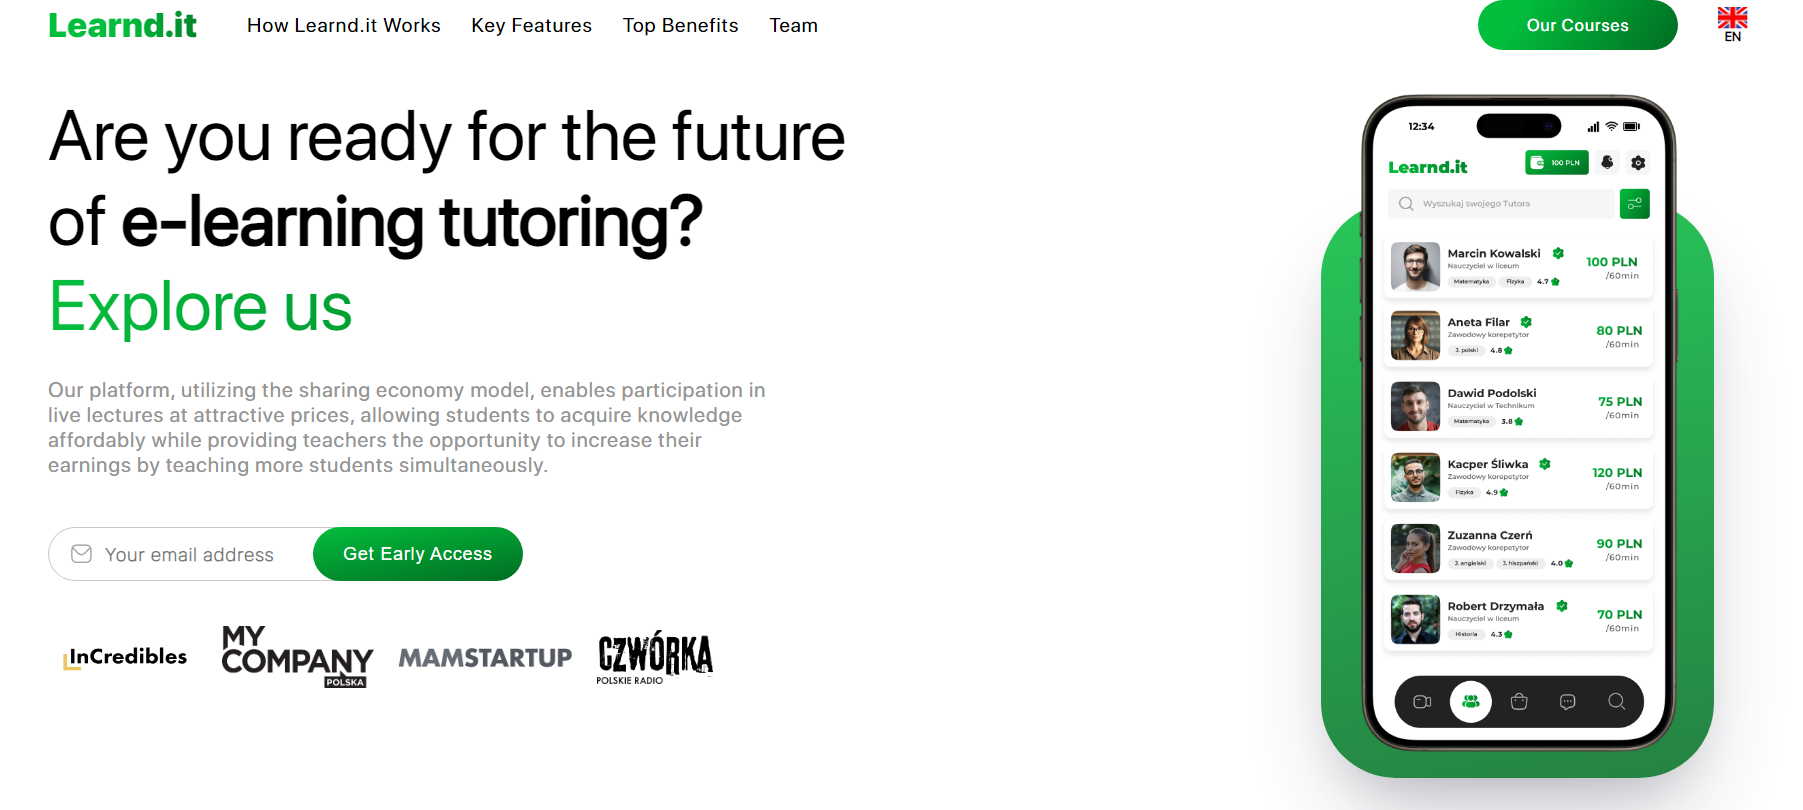 Learnd.it
How Learnd.it Works
Key Features
Top Benefits
Team
Our Courses
EN
Are you ready for the future
of e-learning tutoring?
Explore us
Our platform, utilizing the sharing economy model, enables participation in
live lectures at attractive prices, allowing students to acquire knowledge
affordably while providing teachers the opportunity to increase their
earnings by teaching more students simultaneously.
Your email address
Get Early Access
InCredibles
MY
COMPANY
POLSKA
MAMSTARTUP
CZWÓRKA
POLSKIE RADIO
12:34
Learnd.it
100 PLN
Wyszukaj swojego Tutora
Marcin Kowalski
100 PLN
Nauczyciel w liceum
/60min
Matematyka Fizyka 4.7
Aneta Filar
80 PLN
Zawodowy korepetytor
/60min
J. polski 4.8
Dawid Podolski
75 PLN
Nauczyciel w Technikum
/60min
Matematyka 3.8
Kacper Śliwka
120 PLN
Zawodowy korepetytor
/60min
Fizyka 4.9
Zuzanna Czerń
90 PLN
Zawodowy korepetytor
/60min
J. angielski J. hiszpański 4.0
Robert Drzymała
70 PLN
Nauczyciel w liceum
/60min
Historia 4.3